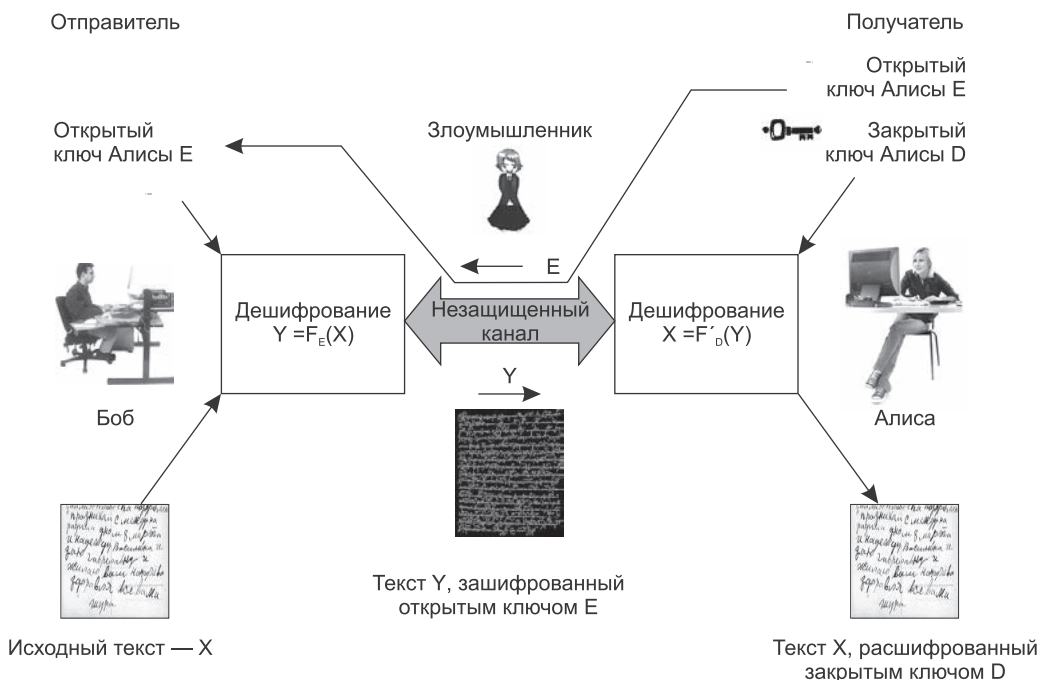 Отправитель
Получатель
Открытый
ключ Алисы E
Злоумышленник
Открытый
ключ Алисы E
Закрытый
ключ Алисы D
E
Дешифрование
Y =F_E(X)
Незащищенный
канал
Дешифрование
X =F´_D(Y)
Y
Боб
Алиса
Текст Y, зашифрованный
открытым ключом E
Исходный текст — X
Текст X, расшифрованный
закрытым ключом D